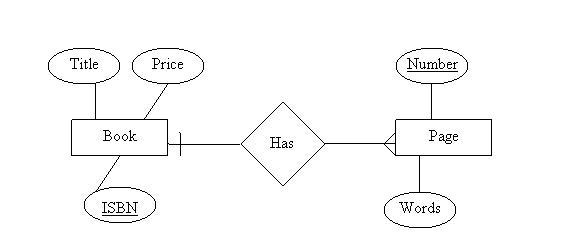 Title
Price
Number
Book
Has
Page
ISBN
Words